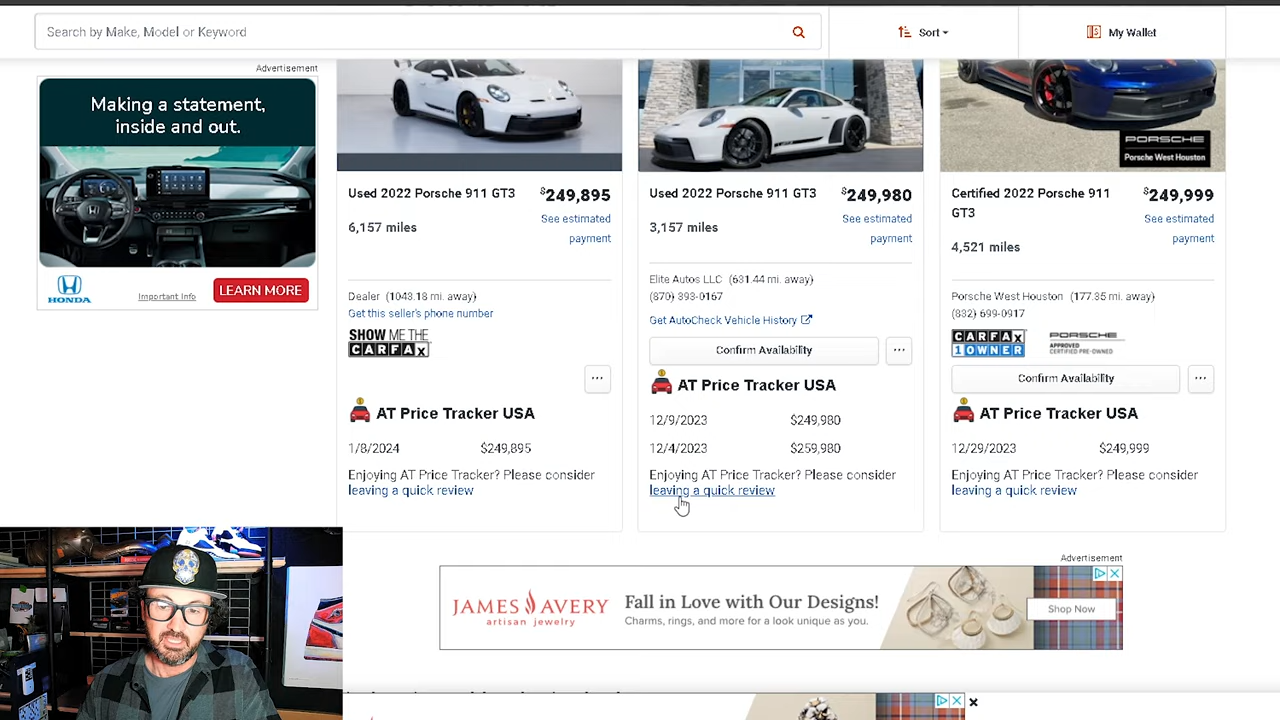 Search by Make, Model or Keyword
Sort
My Wallet
Advertisement
Making a statement,
inside and out.
HONDA
Important Info
LEARN MORE
Used 2022 Porsche 911 GT3
$249,895
See estimated
payment
6,157 miles
Dealer (1043.18 mi. away)
Get this seller's phone number
SHOW ME THE
CARFAX
...
AT Price Tracker USA
1/8/2024 $249,895
Enjoying AT Price Tracker? Please consider
leaving a quick review
Used 2022 Porsche 911 GT3
$249,980
See estimated
payment
3,157 miles
Elite Autos LLC (631.44 mi. away)
(870) 393-0167
Get AutoCheck Vehicle History
Confirm Availability
...
AT Price Tracker USA
12/9/2023 $249,980
12/4/2023 $259,980
Enjoying AT Price Tracker? Please consider
leaving a quick review
PORSCHE
Porsche West Houston
Certified 2022 Porsche 911
GT3
$249,999
See estimated
payment
4,521 miles
Porsche West Houston (177.35 mi. away)
(832) 699-0917
CARFAX
1 OWNER
PORSCHE
APPROVED
CERTIFIED PRE-OWNED
Confirm Availability
...
AT Price Tracker USA
12/29/2023 $249,999
Enjoying AT Price Tracker? Please consider
leaving a quick review
Advertisement
JAMES AVERY
artisan jewelry
Fall in Love with Our Designs!
Charms, rings, and more for a look unique as you.
Shop Now